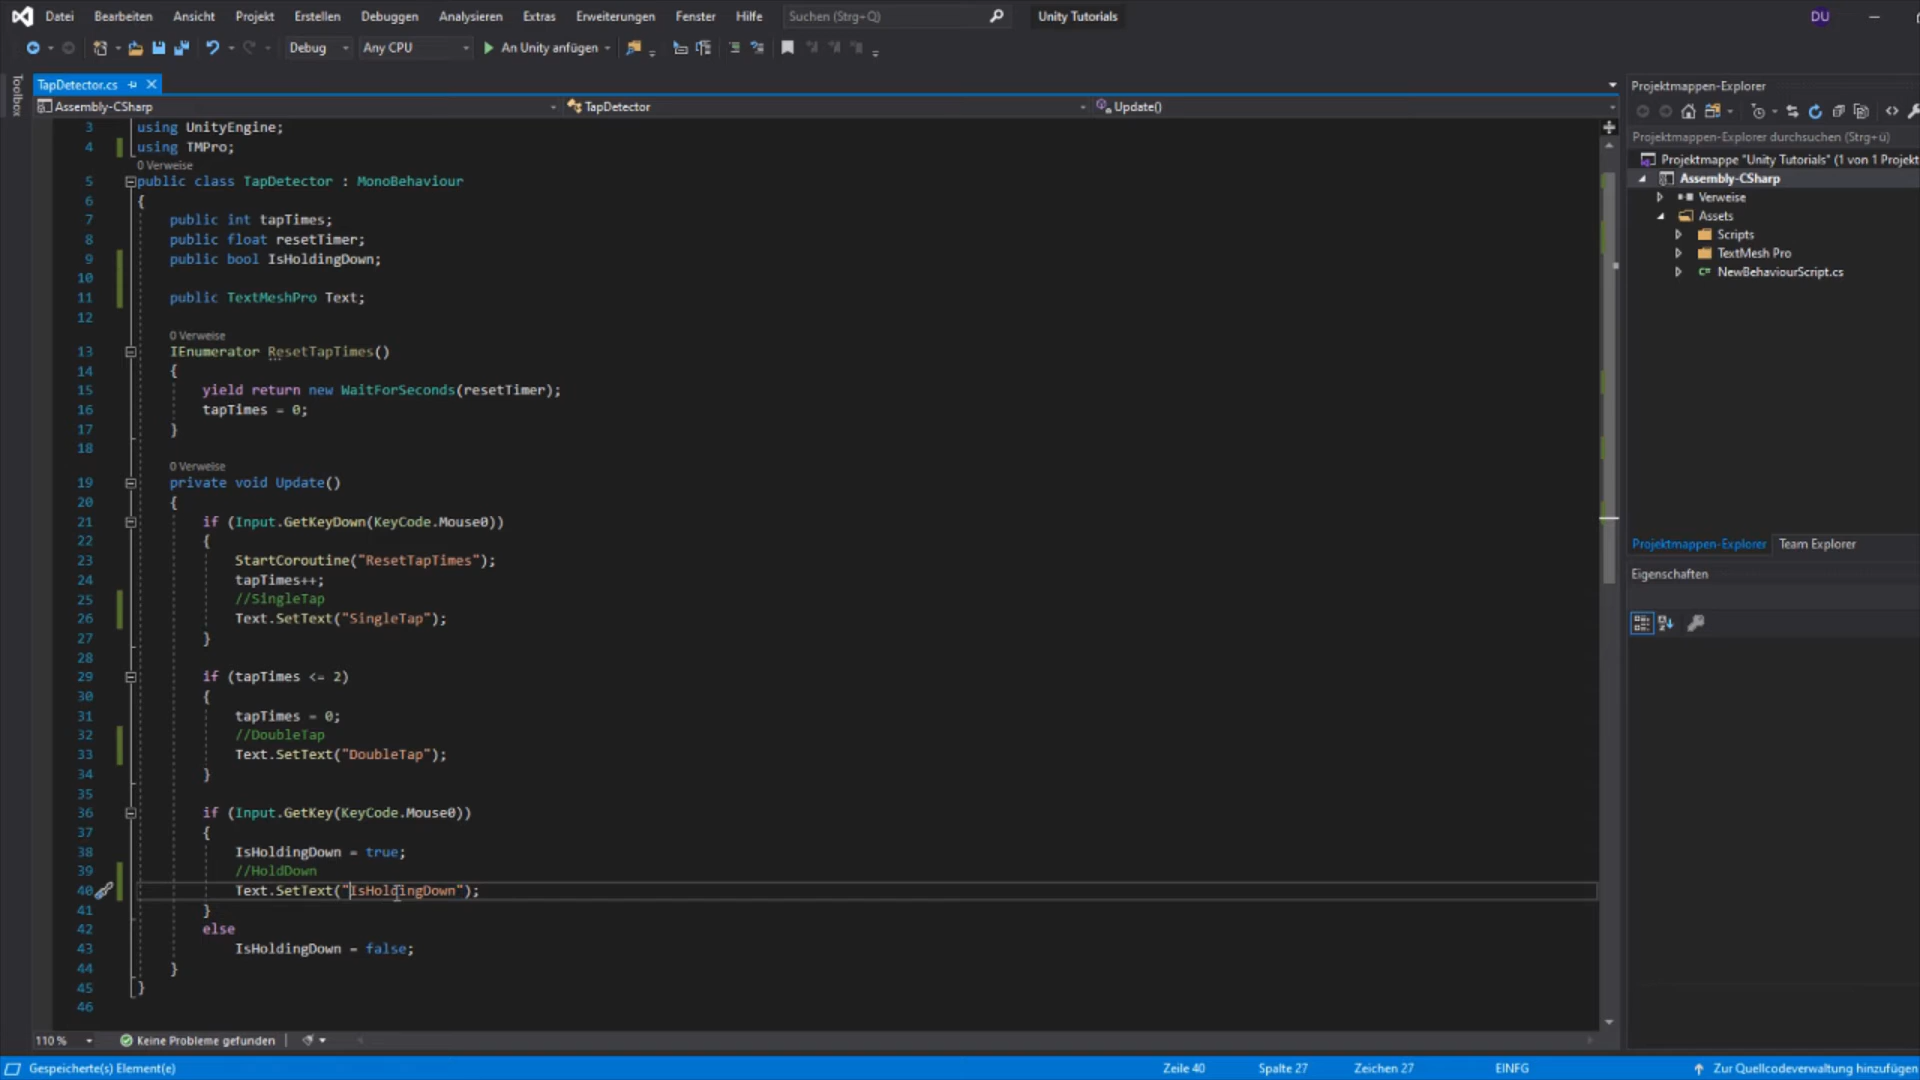 Datei Bearbeiten Ansicht Projekt Erstellen Debuggen Analysieren Extras Erweiterungen Fenster Hilfe Suchen (Strg+Q) Unity Tutorials DU
Debug Any CPU An Unity anfügen
Toolbox
TapDetector.cs
Assembly-CSharp TapDetector Update()
3 using UnityEngine;
4 using TMPro;
0 Verweise
5 public class TapDetector : MonoBehaviour
6 {
7 public int tapTimes;
8 public float resetTimer;
9 public bool IsHoldingDown;
10
11 public TextMeshPro Text;
12
0 Verweise
13 IEnumerator ResetTapTimes()
14 {
15 yield return new WaitForSeconds(resetTimer);
16 tapTimes = 0;
17 }
18
0 Verweise
19 private void Update()
20 {
21 if (Input.GetKeyDown(KeyCode.Mouse0))
22 {
23 StartCoroutine("ResetTapTimes");
24 tapTimes++;
25 //SingleTap
26 Text.SetText("SingleTap");
27 }
28
29 if (tapTimes <= 2)
30 {
31 tapTimes = 0;
32 //DoubleTap
33 Text.SetText("DoubleTap");
34 }
35
36 if (Input.GetKey(KeyCode.Mouse0))
37 {
38 IsHoldingDown = true;
39 //HoldDown
40 Text.SetText("IsHoldingDown");
41 }
42 else
43 IsHoldingDown = false;
44 }
45 }
46
110 % Keine Probleme gefunden
Projektmappen-Explorer
Projektmappen-Explorer durchsuchen (Strg+ü)
Projektmappe "Unity Tutorials" (1 von 1 Projekt
Assembly-CSharp
Verweise
Assets
Scripts
TextMesh Pro
C# NewBehaviourScript.cs
Projektmappen-Explorer Team Explorer
Eigenschaften
Gespeicherte(s) Element(e) Zeile 40 Spalte 27 Zeichen 27 EINFG Zur Quellcodeverwaltung hinzufügen